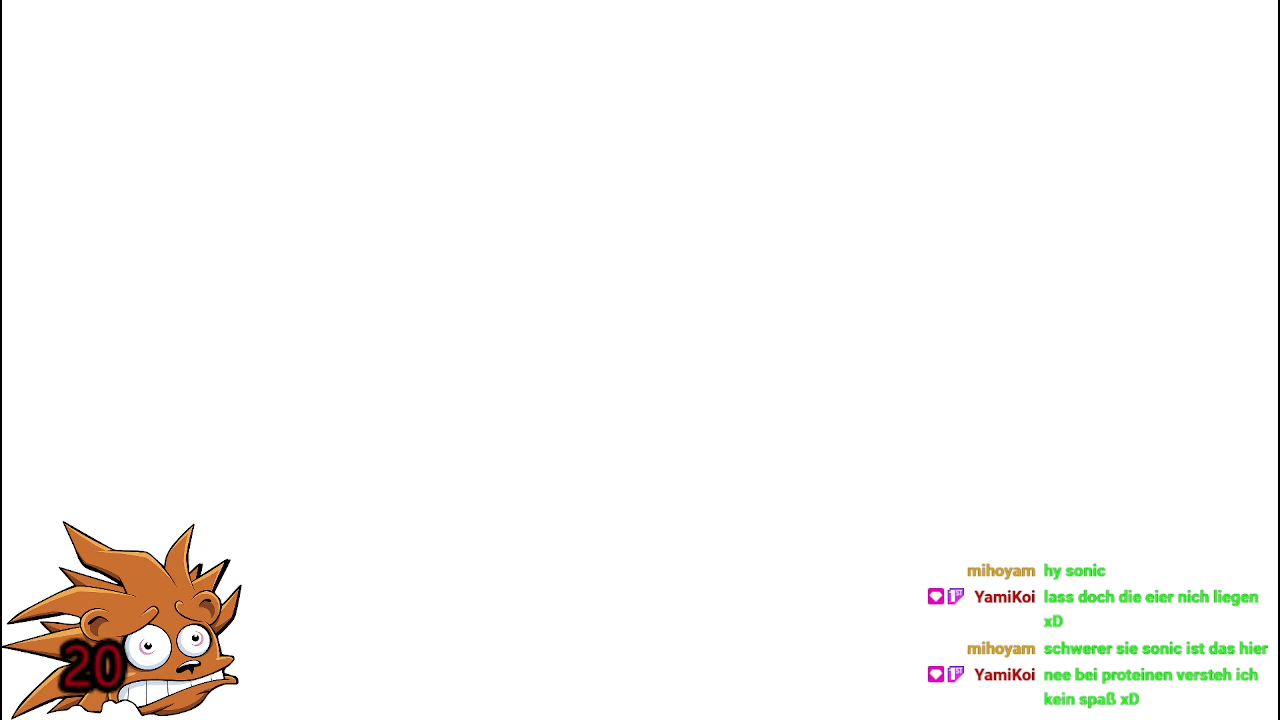 mihoyam hy sonic
YamiKoi lass doch die eier nich liegen
xD
mihoyam schwerer sie sonic ist das hier
YamiKoi nee bei proteinen versteh ich
kein spaß xD
20